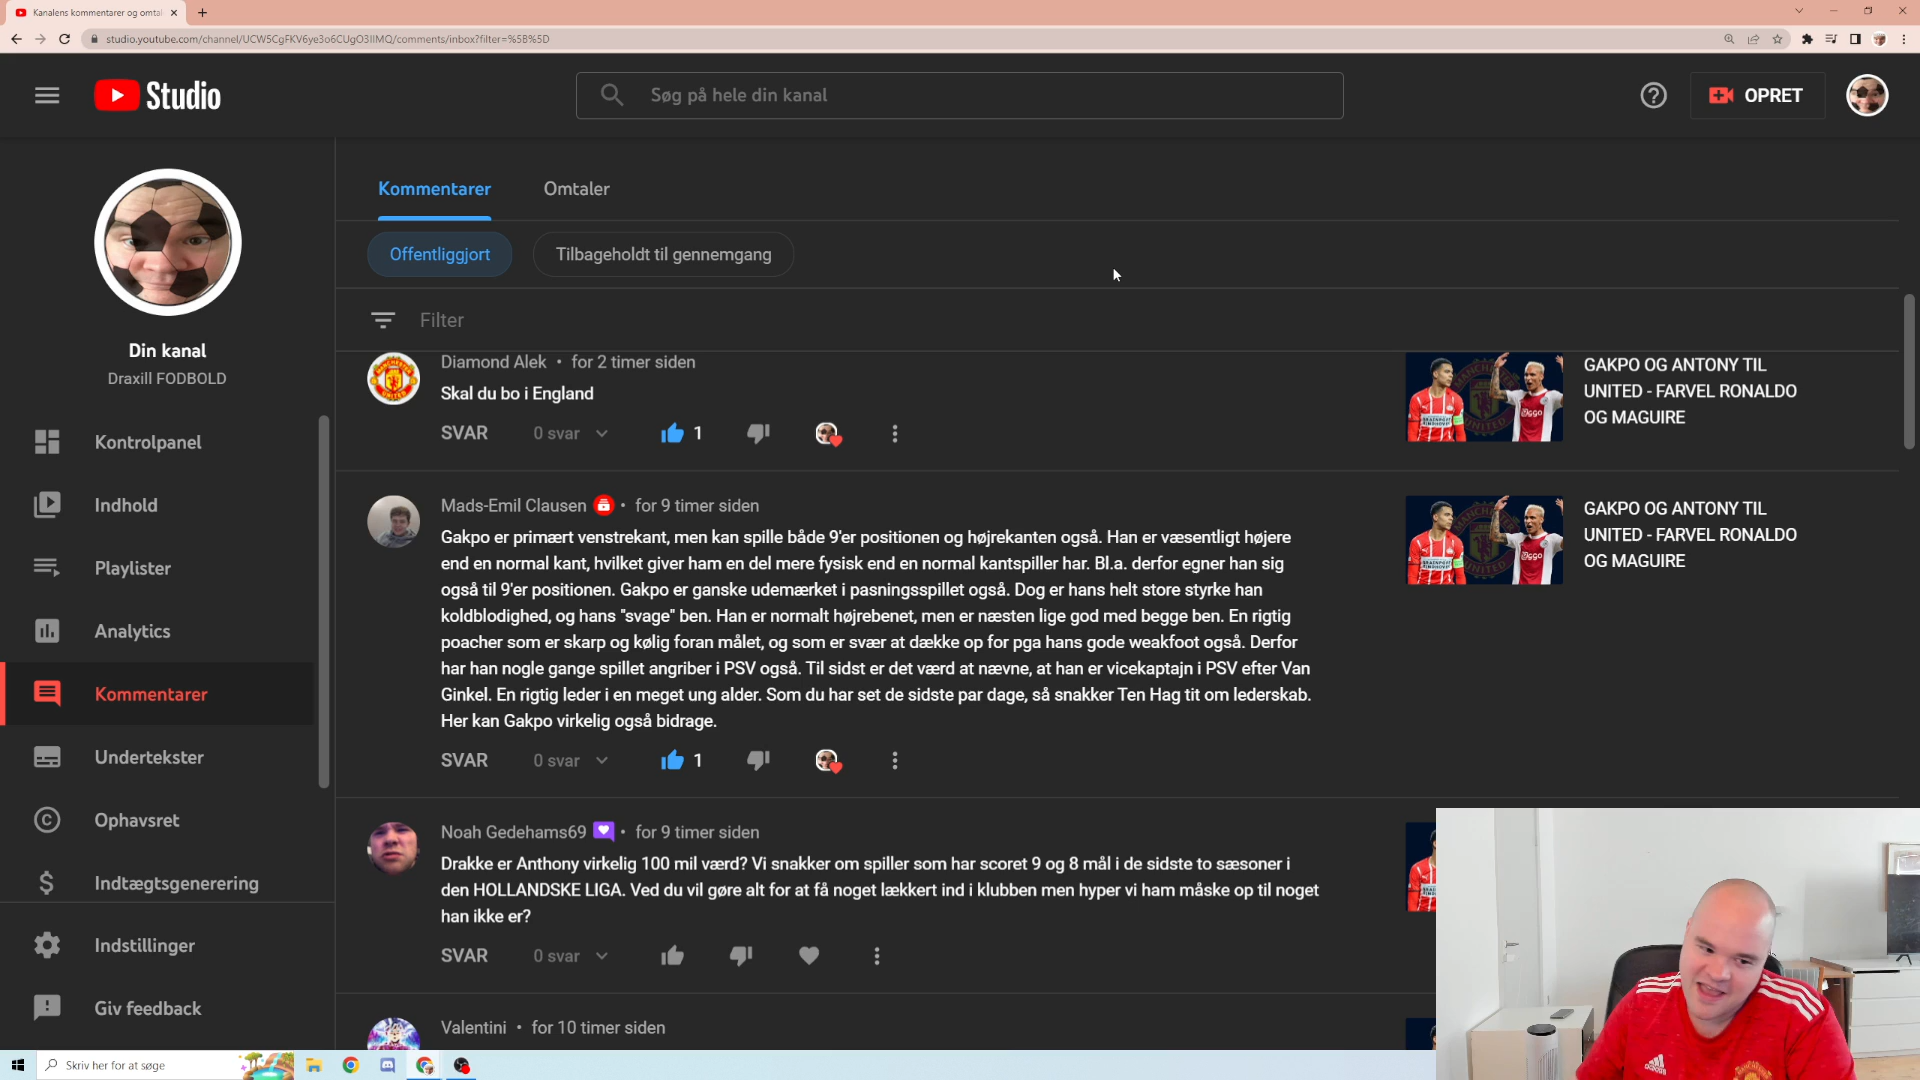 Kanalens kommentarer og omtal
studio.youtube.com/channel/UCW5CgFKV6ye3o6CUgO3IIMQ/comments/inbox?filter=%5B%5D
Studio
Søg på hele din kanal
OPRET
Din kanal
Draxill FODBOLD
Kontrolpanel
Indhold
Playlister
Analytics
Kommentarer
Undertekster
Ophavsret
Indtægtsgenerering
Indstillinger
Giv feedback
Kommentarer
Omtaler
Offentliggjort
Tilbageholdt til gennemgang
Filter
Diamond Alek • for 2 timer siden
Skal du bo i England
SVAR 0 svar 1
GAKPO OG ANTONY TIL
UNITED - FARVEL RONALDO
OG MAGUIRE
Mads-Emil Clausen • for 9 timer siden
Gakpo er primært venstrekant, men kan spille både 9'er positionen og højrekanten også. Han er væsentligt højere
end en normal kant, hvilket giver ham en del mere fysisk end en normal kantspiller har. Bl.a. derfor egner han sig
også til 9'er positionen. Gakpo er ganske udemærket i pasningsspillet også. Dog er hans helt store styrke han
koldblodighed, og hans "svage" ben. Han er normalt højrebenet, men er næsten lige god med begge ben. En rigtig
poacher som er skarp og kølig foran målet, og som er svær at dække op for pga hans gode weakfoot også. Derfor
har han nogle gange spillet angriber i PSV også. Til sidst er det værd at nævne, at han er vicekaptajn i PSV efter Van
Ginkel. En rigtig leder i en meget ung alder. Som du har set de sidste par dage, så snakker Ten Hag tit om lederskab.
Her kan Gakpo virkelig også bidrage.
SVAR 0 svar 1
GAKPO OG ANTONY TIL
UNITED - FARVEL RONALDO
OG MAGUIRE
Noah Gedehams69 • for 9 timer siden
Drakke er Anthony virkelig 100 mil værd? Vi snakker om spiller som har scoret 9 og 8 mål i de sidste to sæsoner i
den HOLLANDSKE LIGA. Ved du vil gøre alt for at få noget lækkert ind i klubben men hyper vi ham måske op til noget
han ikke er?
SVAR 0 svar
Valentini • for 10 timer siden
Skriv her for at søge